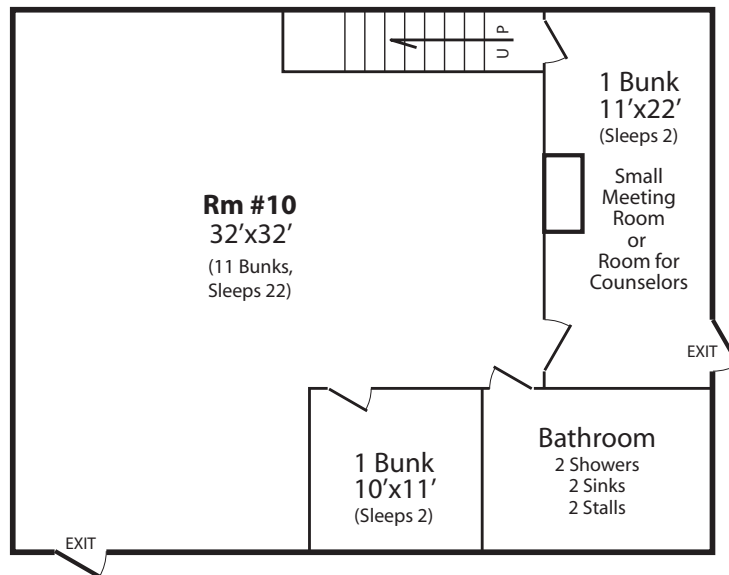 UP
1 Bunk
11’x22’
(Sleeps 2)
Small
Meeting
Room
or
Room for
Counselors
Rm #10
32’x32’
(11 Bunks,
Sleeps 22)
EXIT
1 Bunk
10’x11’
(Sleeps 2)
Bathroom
2 Showers
2 Sinks
2 Stalls
EXIT